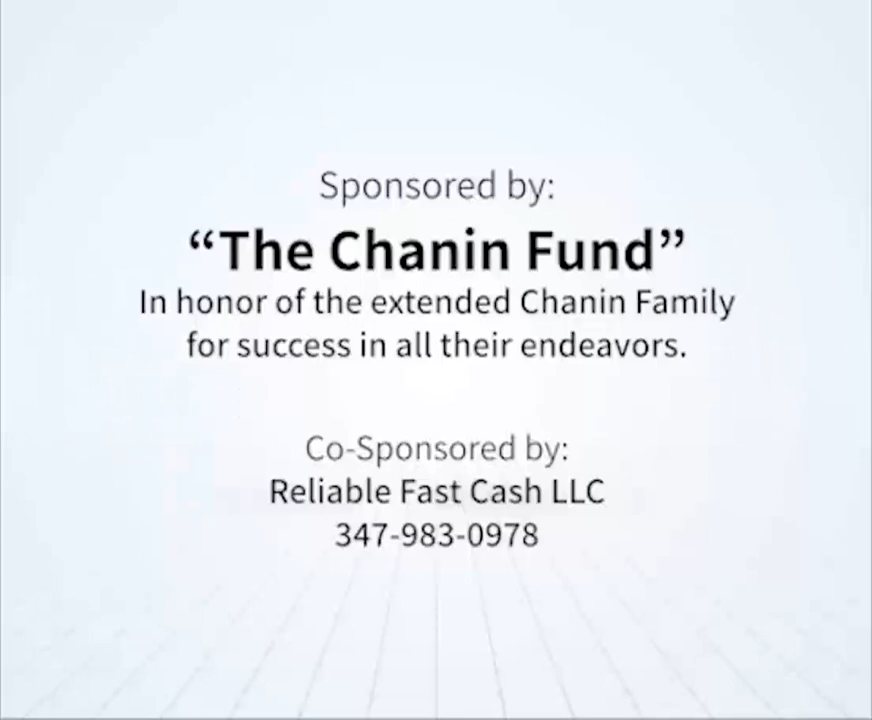 Sponsored by:
“The Chanin Fund”
In honor of the extended Chanin Family
for success in all their endeavors.
Co-Sponsored by:
Reliable Fast Cash LLC
347-983-0978